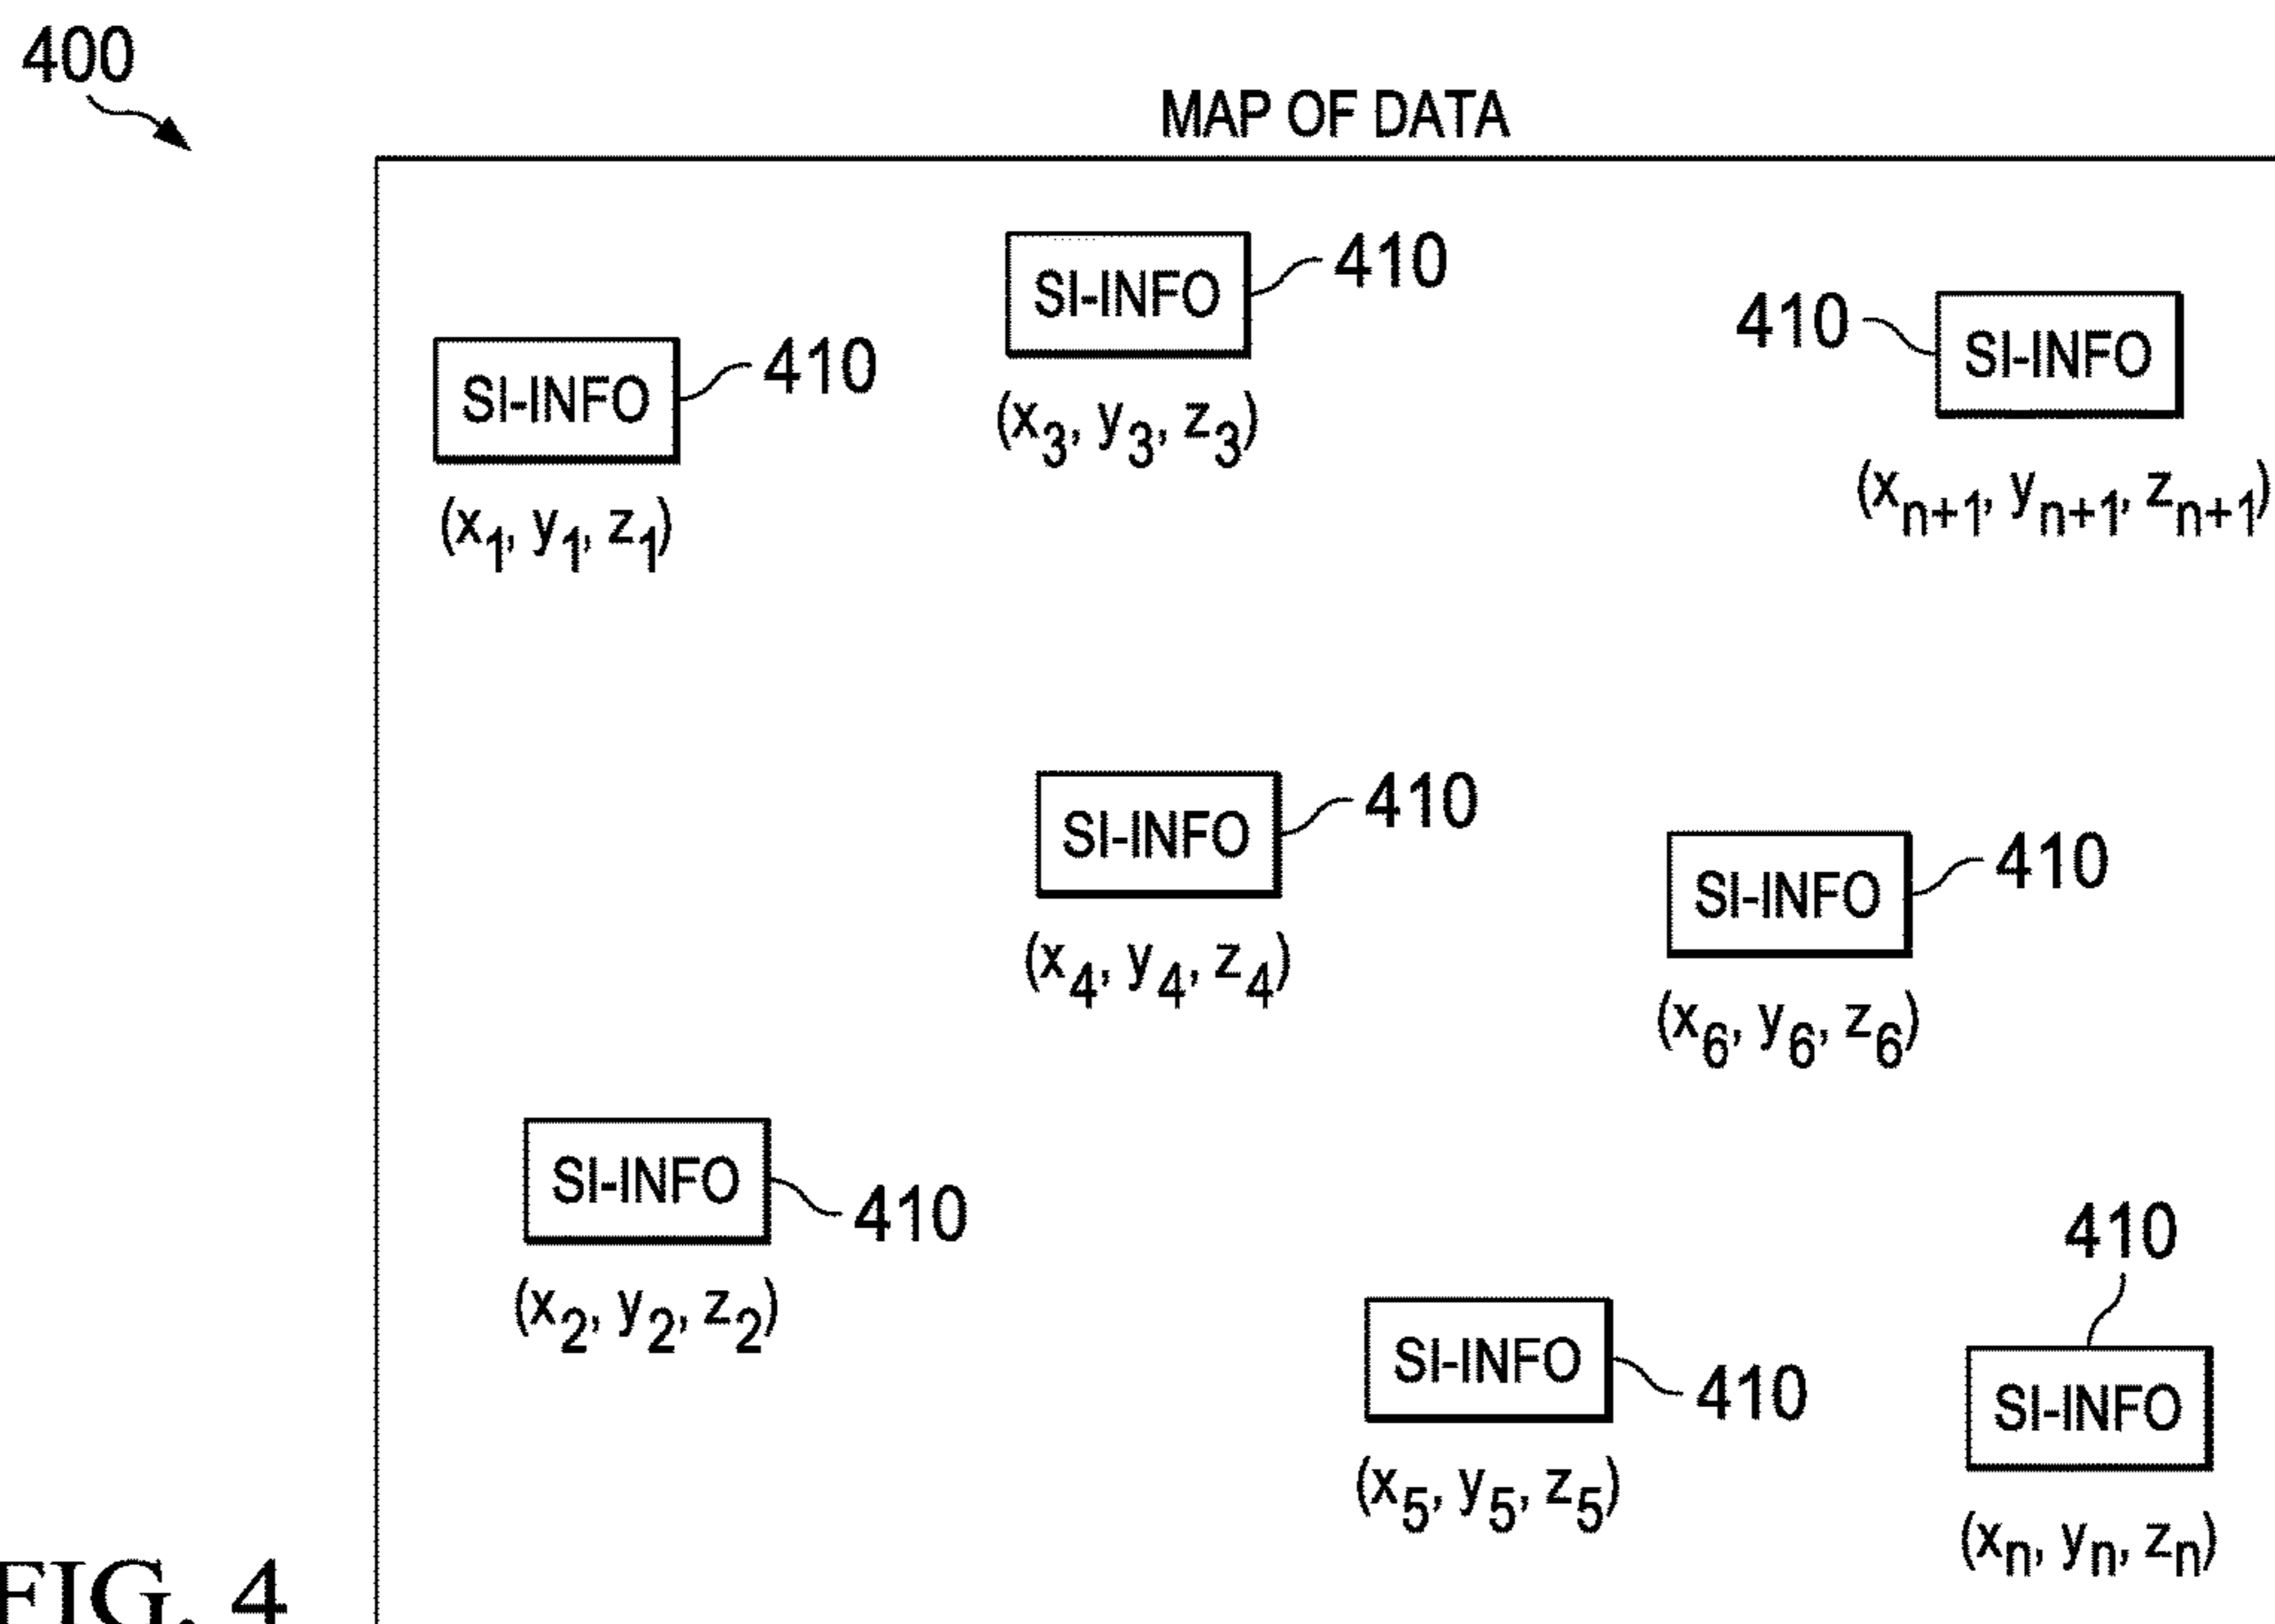 400
MAP OF DATA
SI-INFO 410
(x1, y1, z1)
SI-INFO 410
(x3, y3, z3)
410 SI-INFO
(xn+1, yn+1, zn+1)
SI-INFO 410
(x4, y4, z4)
SI-INFO 410
(x6, y6, z6)
SI-INFO 410
(x2, y2, z2)
SI-INFO 410
(x5, y5, z5)
410
SI-INFO
(xn, yn, zn)
FIG. 4